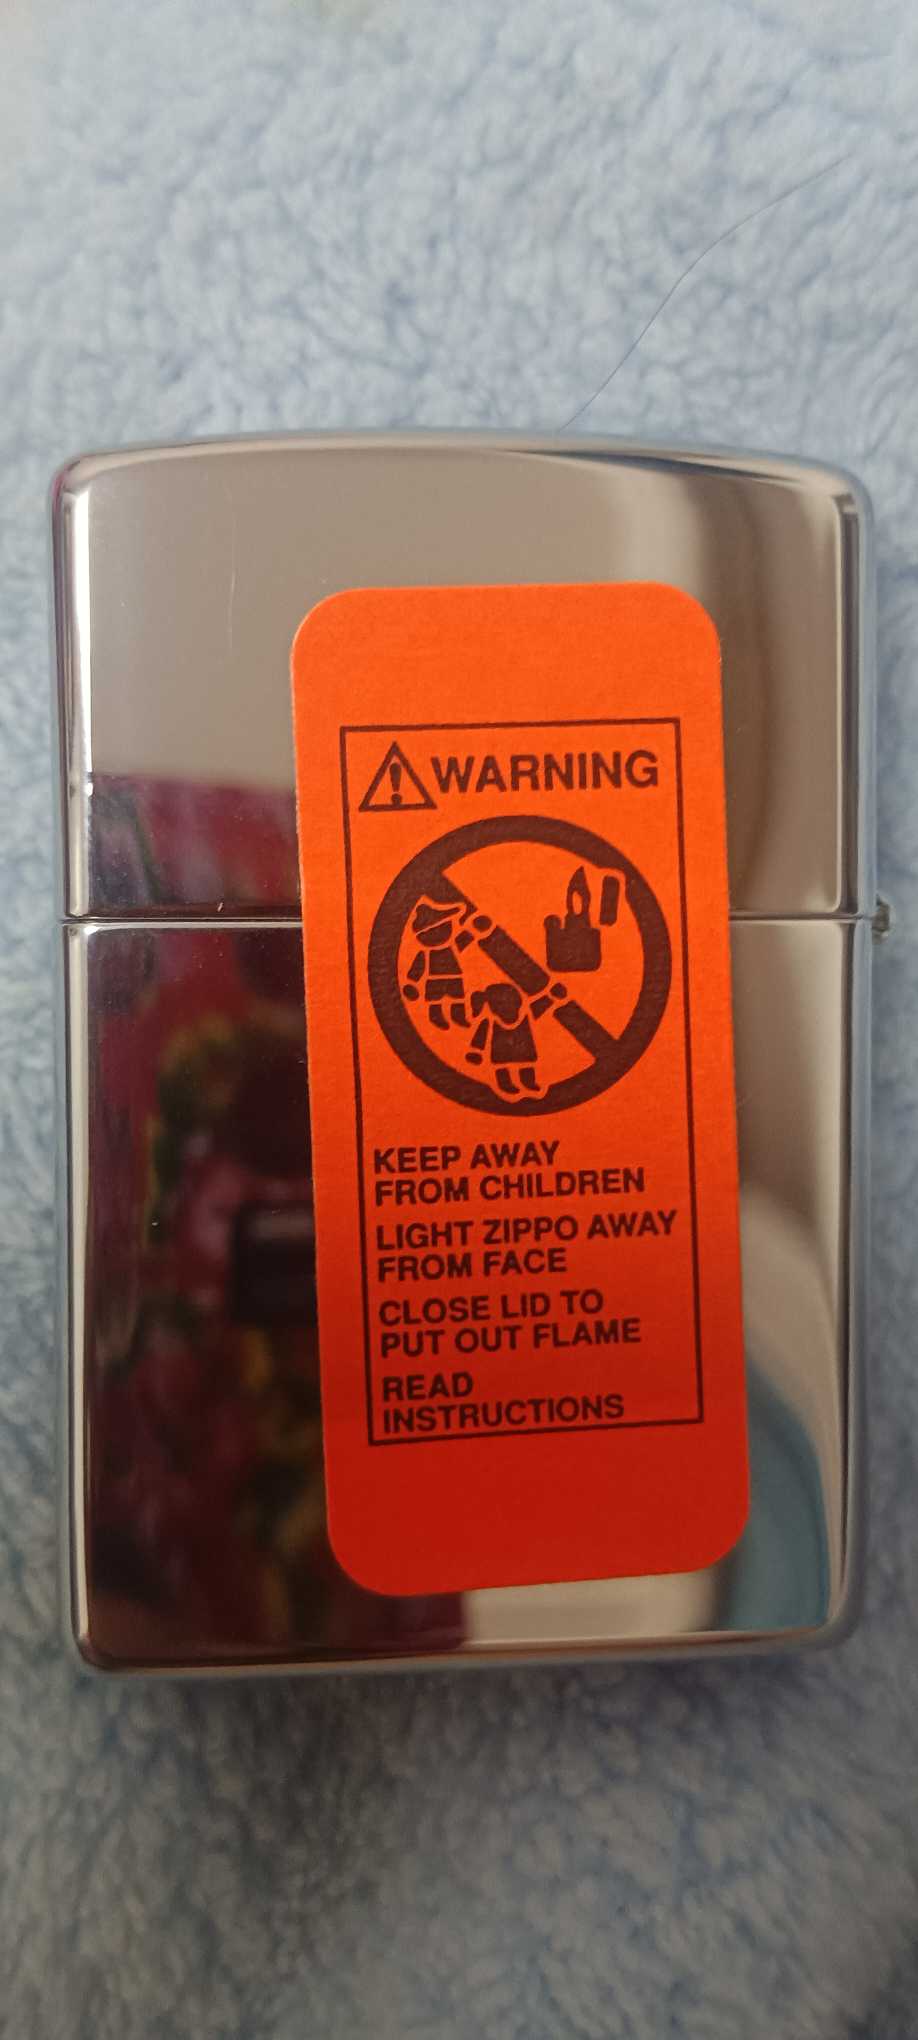 WARNING
KEEP AWAY
FROM CHILDREN
LIGHT ZIPPO AWAY
FROM FACE
CLOSE LID TO
PUT OUT FLAME
READ
INSTRUCTIONS